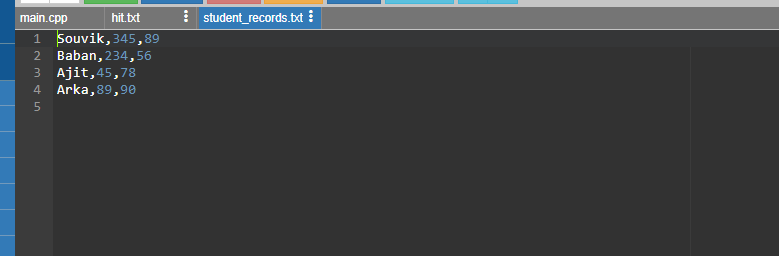 main.cpp hit.txt student_records.txt
1 Souvik,345,89
2 Baban,234,56
3 Ajit,45,78
4 Arka,89,90
5